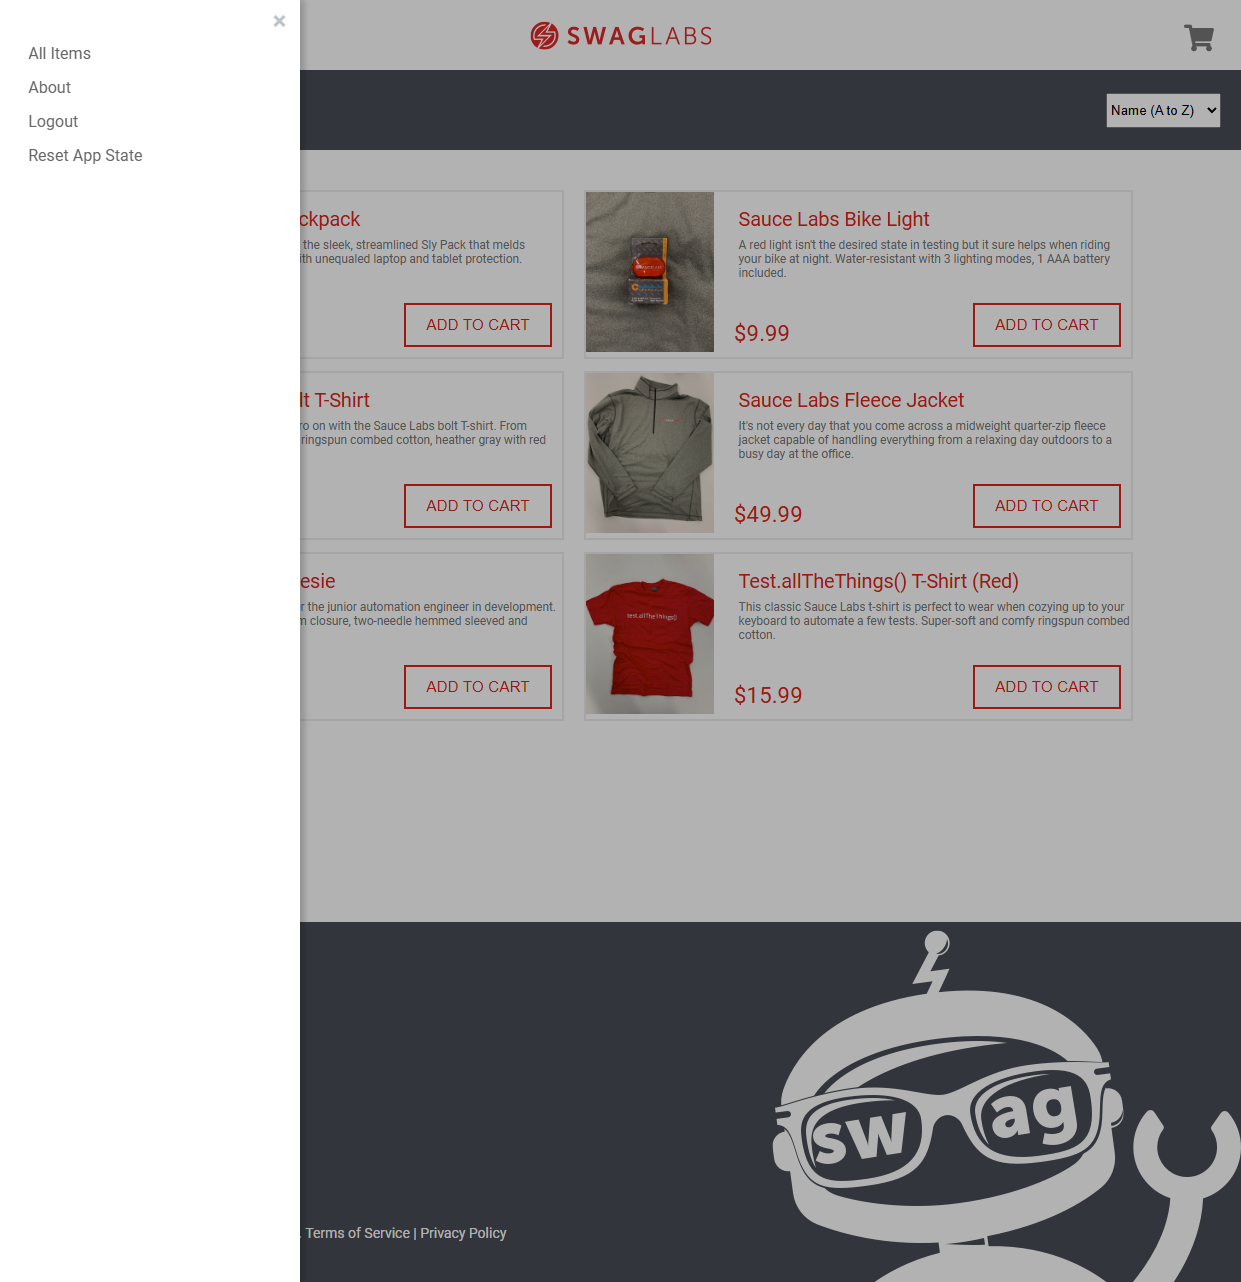 ×
All Items
About
Logout
Reset App State
SWAGLABS
Name (A to Z)
ckpack
the sleek, streamlined Sly Pack that melds
ith unequaled laptop and tablet protection.
ADD TO CART
Sauce Labs Bike Light
A red light isn't the desired state in testing but it sure helps when riding
your bike at night. Water-resistant with 3 lighting modes, 1 AAA battery
included.
$9.99
ADD TO CART
lt T-Shirt
ro on with the Sauce Labs bolt T-shirt. From
ringspun combed cotton, heather gray with red
ADD TO CART
Sauce Labs Fleece Jacket
It's not every day that you come across a midweight quarter-zip fleece
jacket capable of handling everything from a relaxing day outdoors to a
busy day at the office.
$49.99
ADD TO CART
esie
r the junior automation engineer in development.
m closure, two-needle hemmed sleeved and
ADD TO CART
test.allTheThings()
Test.allTheThings() T-Shirt (Red)
This classic Sauce Labs t-shirt is perfect to wear when cozying up to your
keyboard to automate a few tests. Super-soft and comfy ringspun combed
cotton.
$15.99
ADD TO CART
sw ag
. Terms of Service | Privacy Policy